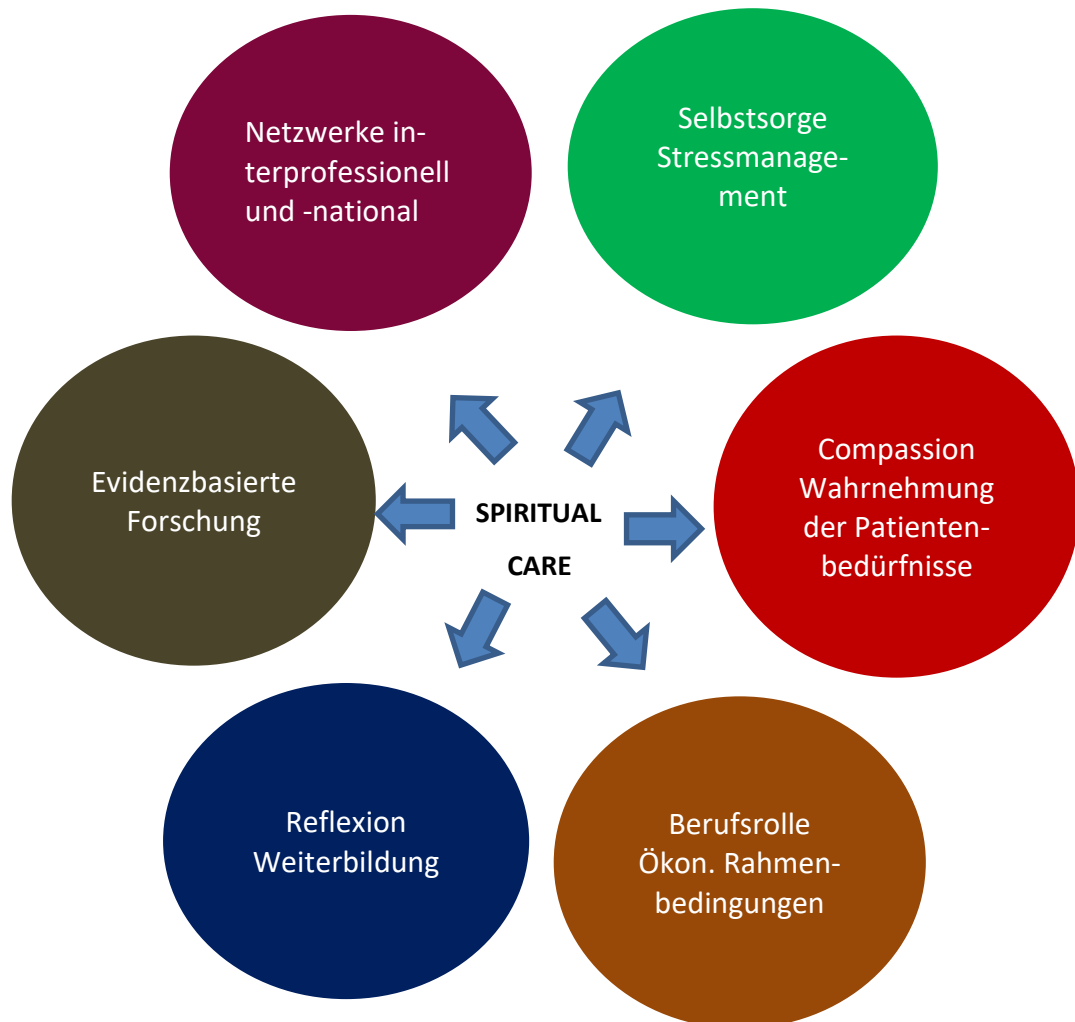 Netzwerke in-
terprofessionell
und -national
Selbstsorge
Stressmanage-
ment
Evidenzbasierte
Forschung
SPIRITUAL
CARE
Compassion
Wahrnehmung
der Patienten-
bedürfnisse
Reflexion
Weiterbildung
Berufsrolle
Ökon. Rahmen-
bedingungen